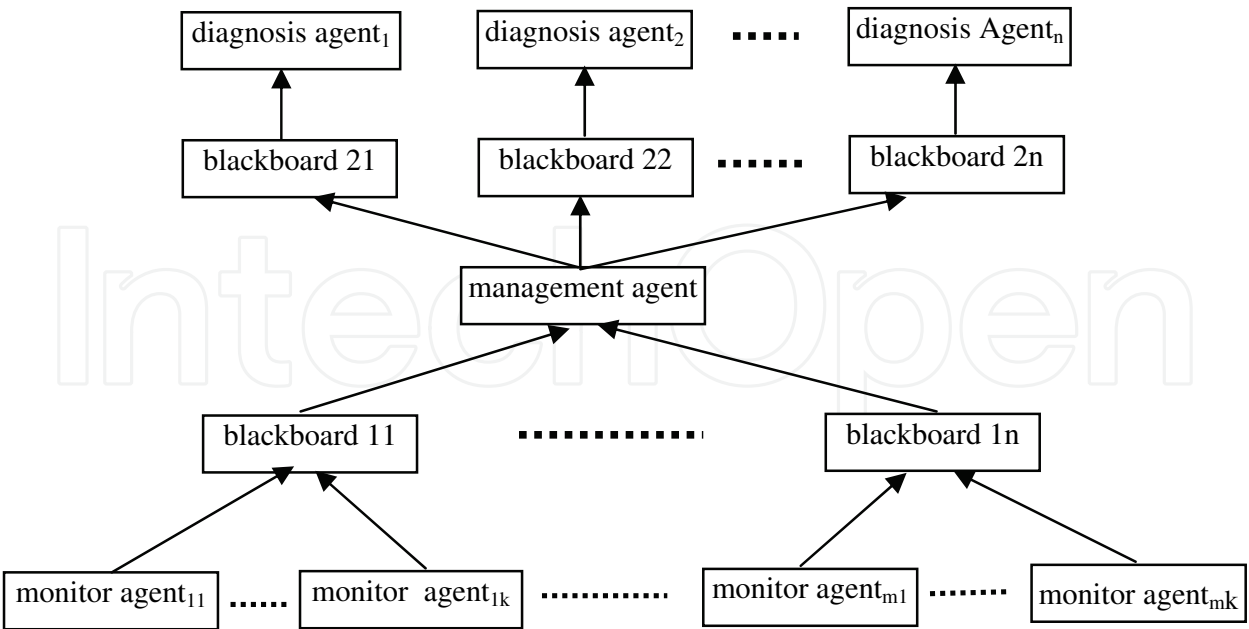 diagnosis agent₁
diagnosis agent₂
diagnosis Agentₙ
blackboard 21
blackboard 22
blackboard 2n
management agent
IntechOpen
blackboard 11
blackboard 1n
monitor agent₁₁
monitor agent₁ₖ
monitor agentₘ₁
monitor agentₘₖ